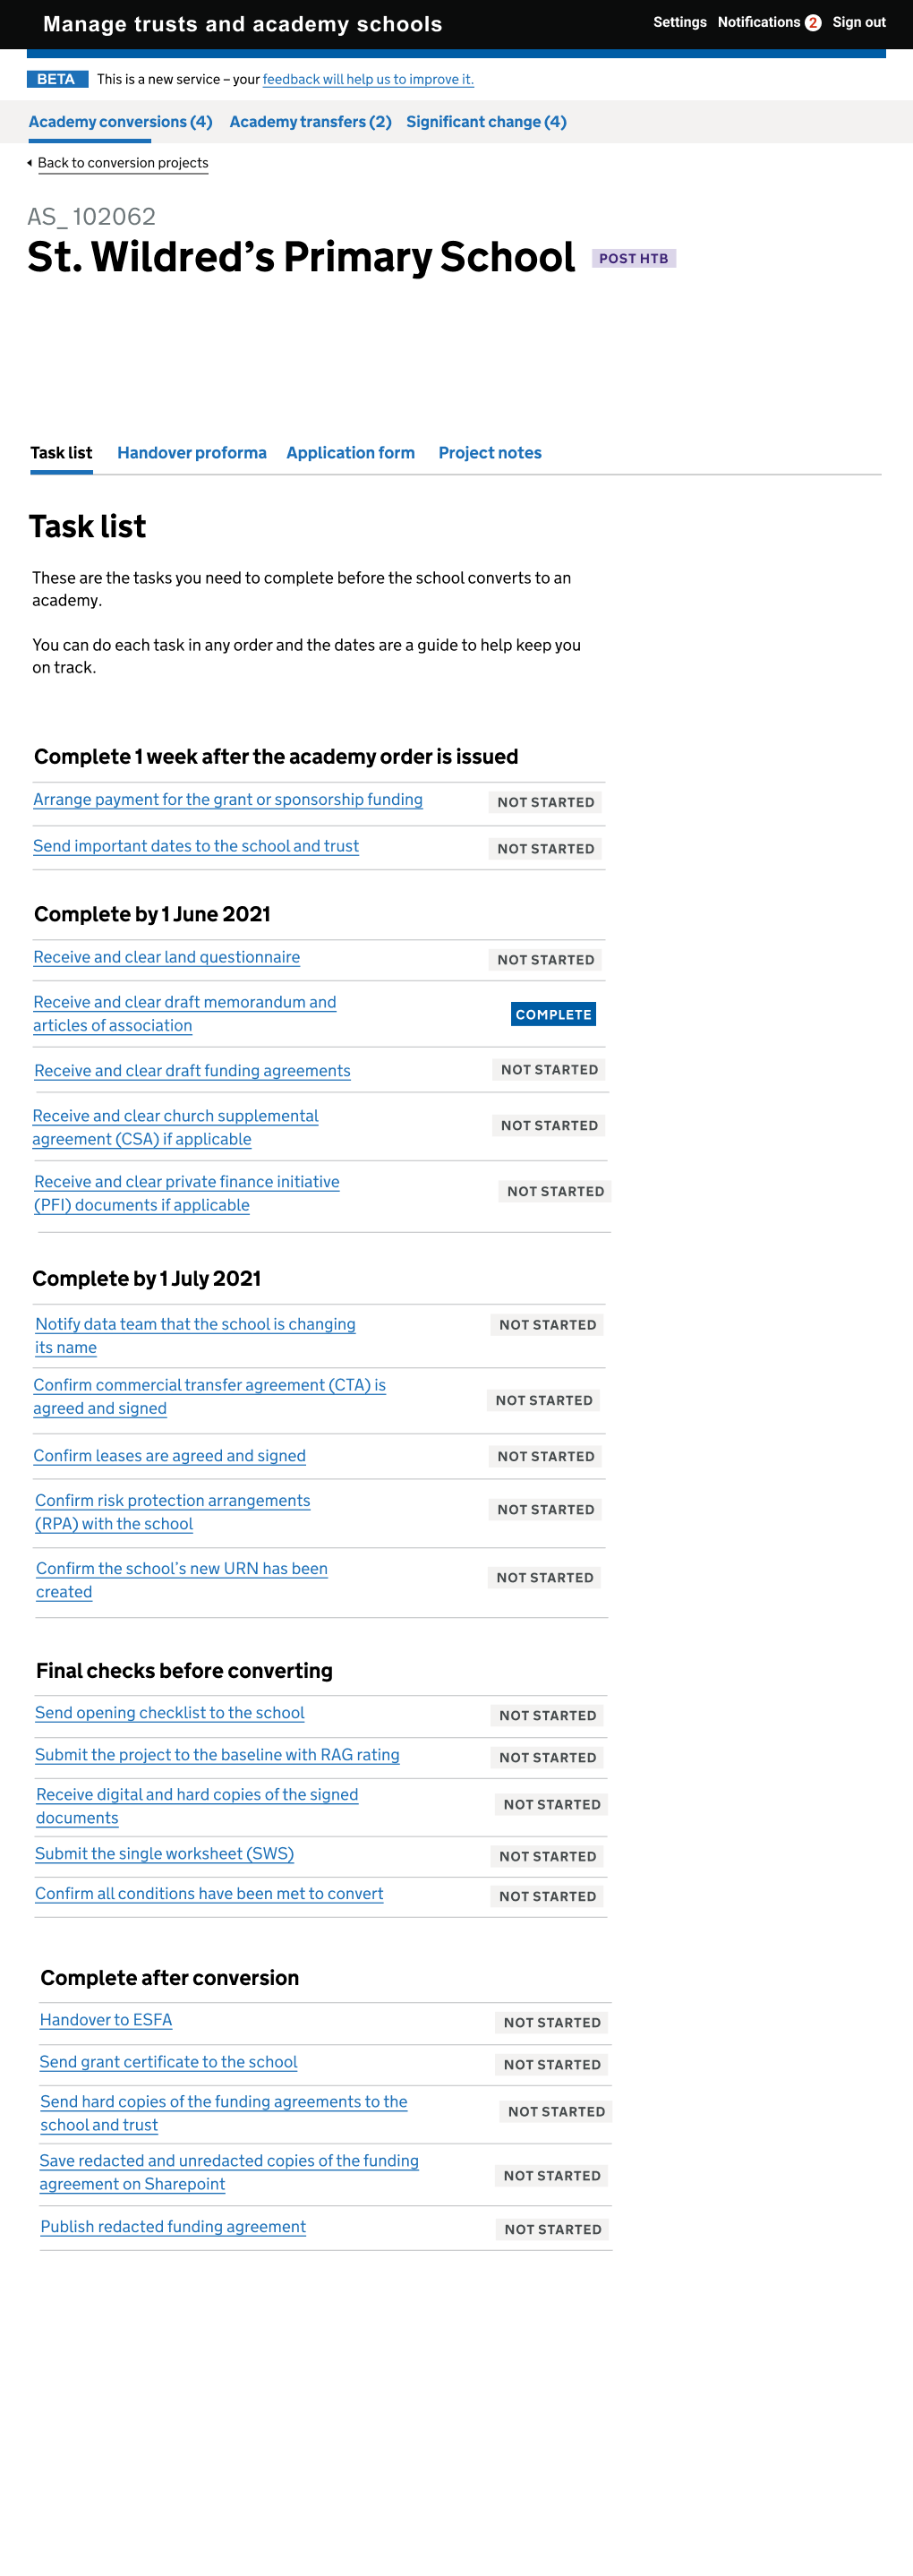 Manage trusts and academy schools
Settings Notifications 2 Sign out
BETA This is a new service – your feedback will help us to improve it.
Academy conversions (4) Academy transfers (2) Significant change (4)
Back to conversion projects
AS_ 102062
St. Wildred’s Primary School POST HTB
Task list Handover proforma Application form Project notes
Task list
These are the tasks you need to complete before the school converts to an
academy.
You can do each task in any order and the dates are a guide to help keep you
on track.
Complete 1 week after the academy order is issued
Arrange payment for the grant or sponsorship funding NOT STARTED
Send important dates to the school and trust NOT STARTED
Complete by 1 June 2021
Receive and clear land questionnaire NOT STARTED
Receive and clear draft memorandum and
articles of association COMPLETE
Receive and clear draft funding agreements NOT STARTED
Receive and clear church supplemental
agreement (CSA) if applicable NOT STARTED
Receive and clear private finance initiative
(PFI) documents if applicable NOT STARTED
Complete by 1 July 2021
Notify data team that the school is changing
its name NOT STARTED
Confirm commercial transfer agreement (CTA) is
agreed and signed NOT STARTED
Confirm leases are agreed and signed NOT STARTED
Confirm risk protection arrangements
(RPA) with the school NOT STARTED
Confirm the school’s new URN has been
created NOT STARTED
Final checks before converting
Send opening checklist to the school NOT STARTED
Submit the project to the baseline with RAG rating NOT STARTED
Receive digital and hard copies of the signed
documents NOT STARTED
Submit the single worksheet (SWS) NOT STARTED
Confirm all conditions have been met to convert NOT STARTED
Complete after conversion
Handover to ESFA NOT STARTED
Send grant certificate to the school NOT STARTED
Send hard copies of the funding agreements to the
school and trust NOT STARTED
Save redacted and unredacted copies of the funding
agreement on Sharepoint NOT STARTED
Publish redacted funding agreement NOT STARTED